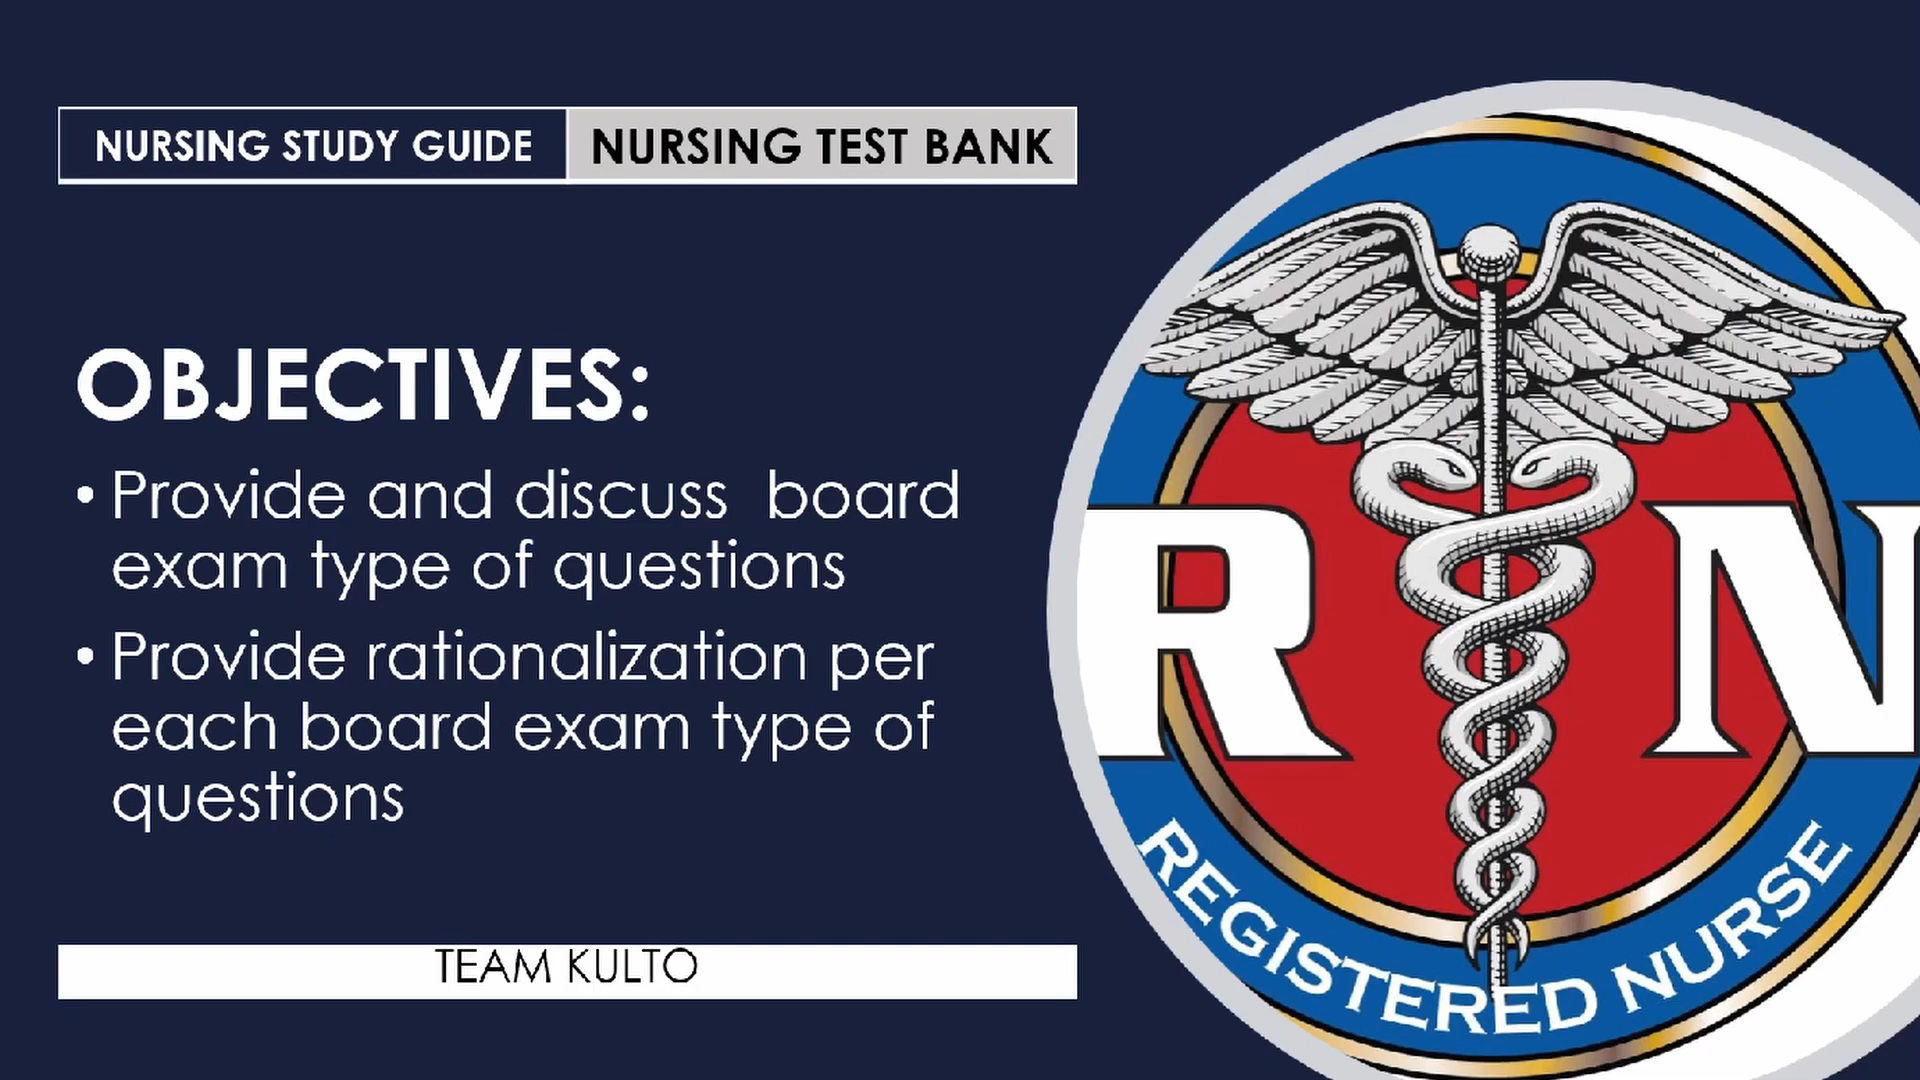 NURSING STUDY GUIDE NURSING TEST BANK
OBJECTIVES:
• Provide and discuss  board
exam type of questions
• Provide rationalization per
each board exam type of
questions
TEAM KULTO
R N
REGISTERED NURSE